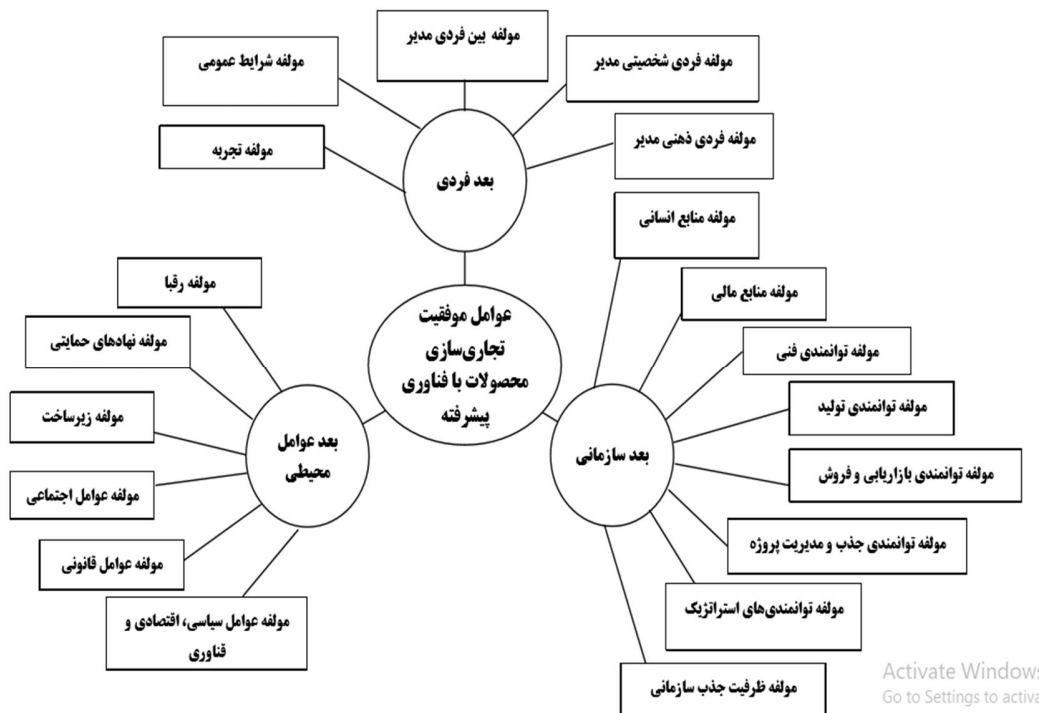 مولفه بین فردی مدیر
مولفه فردی شخصیتی مدیر
مولفه شرایط عمومی
مولفه فردی ذهنی مدیر
مولفه تجربه
بعد فردی
مولفه منابع انسانی
مولفه منابع مالی
مولفه توانمندی فنی
مولفه توانمندی تولید
مولفه توانمندی بازاریابی و فروش
مولفه توانمندی جذب و مدیریت پروژه
مولفه توانمندی‌های استراتژیک
مولفه ظرفیت جذب سازمانی
بعد سازمانی
عوامل موفقیت
تجاری‌سازی
محصولات با فناوری
پیشرفته
مولفه رقبا
مولفه نهادهای حمایتی
مولفه زیرساخت
مولفه عوامل اجتماعی
مولفه عوامل قانونی
مولفه عوامل سیاسی، اقتصادی و
فناوری
بعد عوامل
محیطی
Activate Windows
Go to Settings to activa